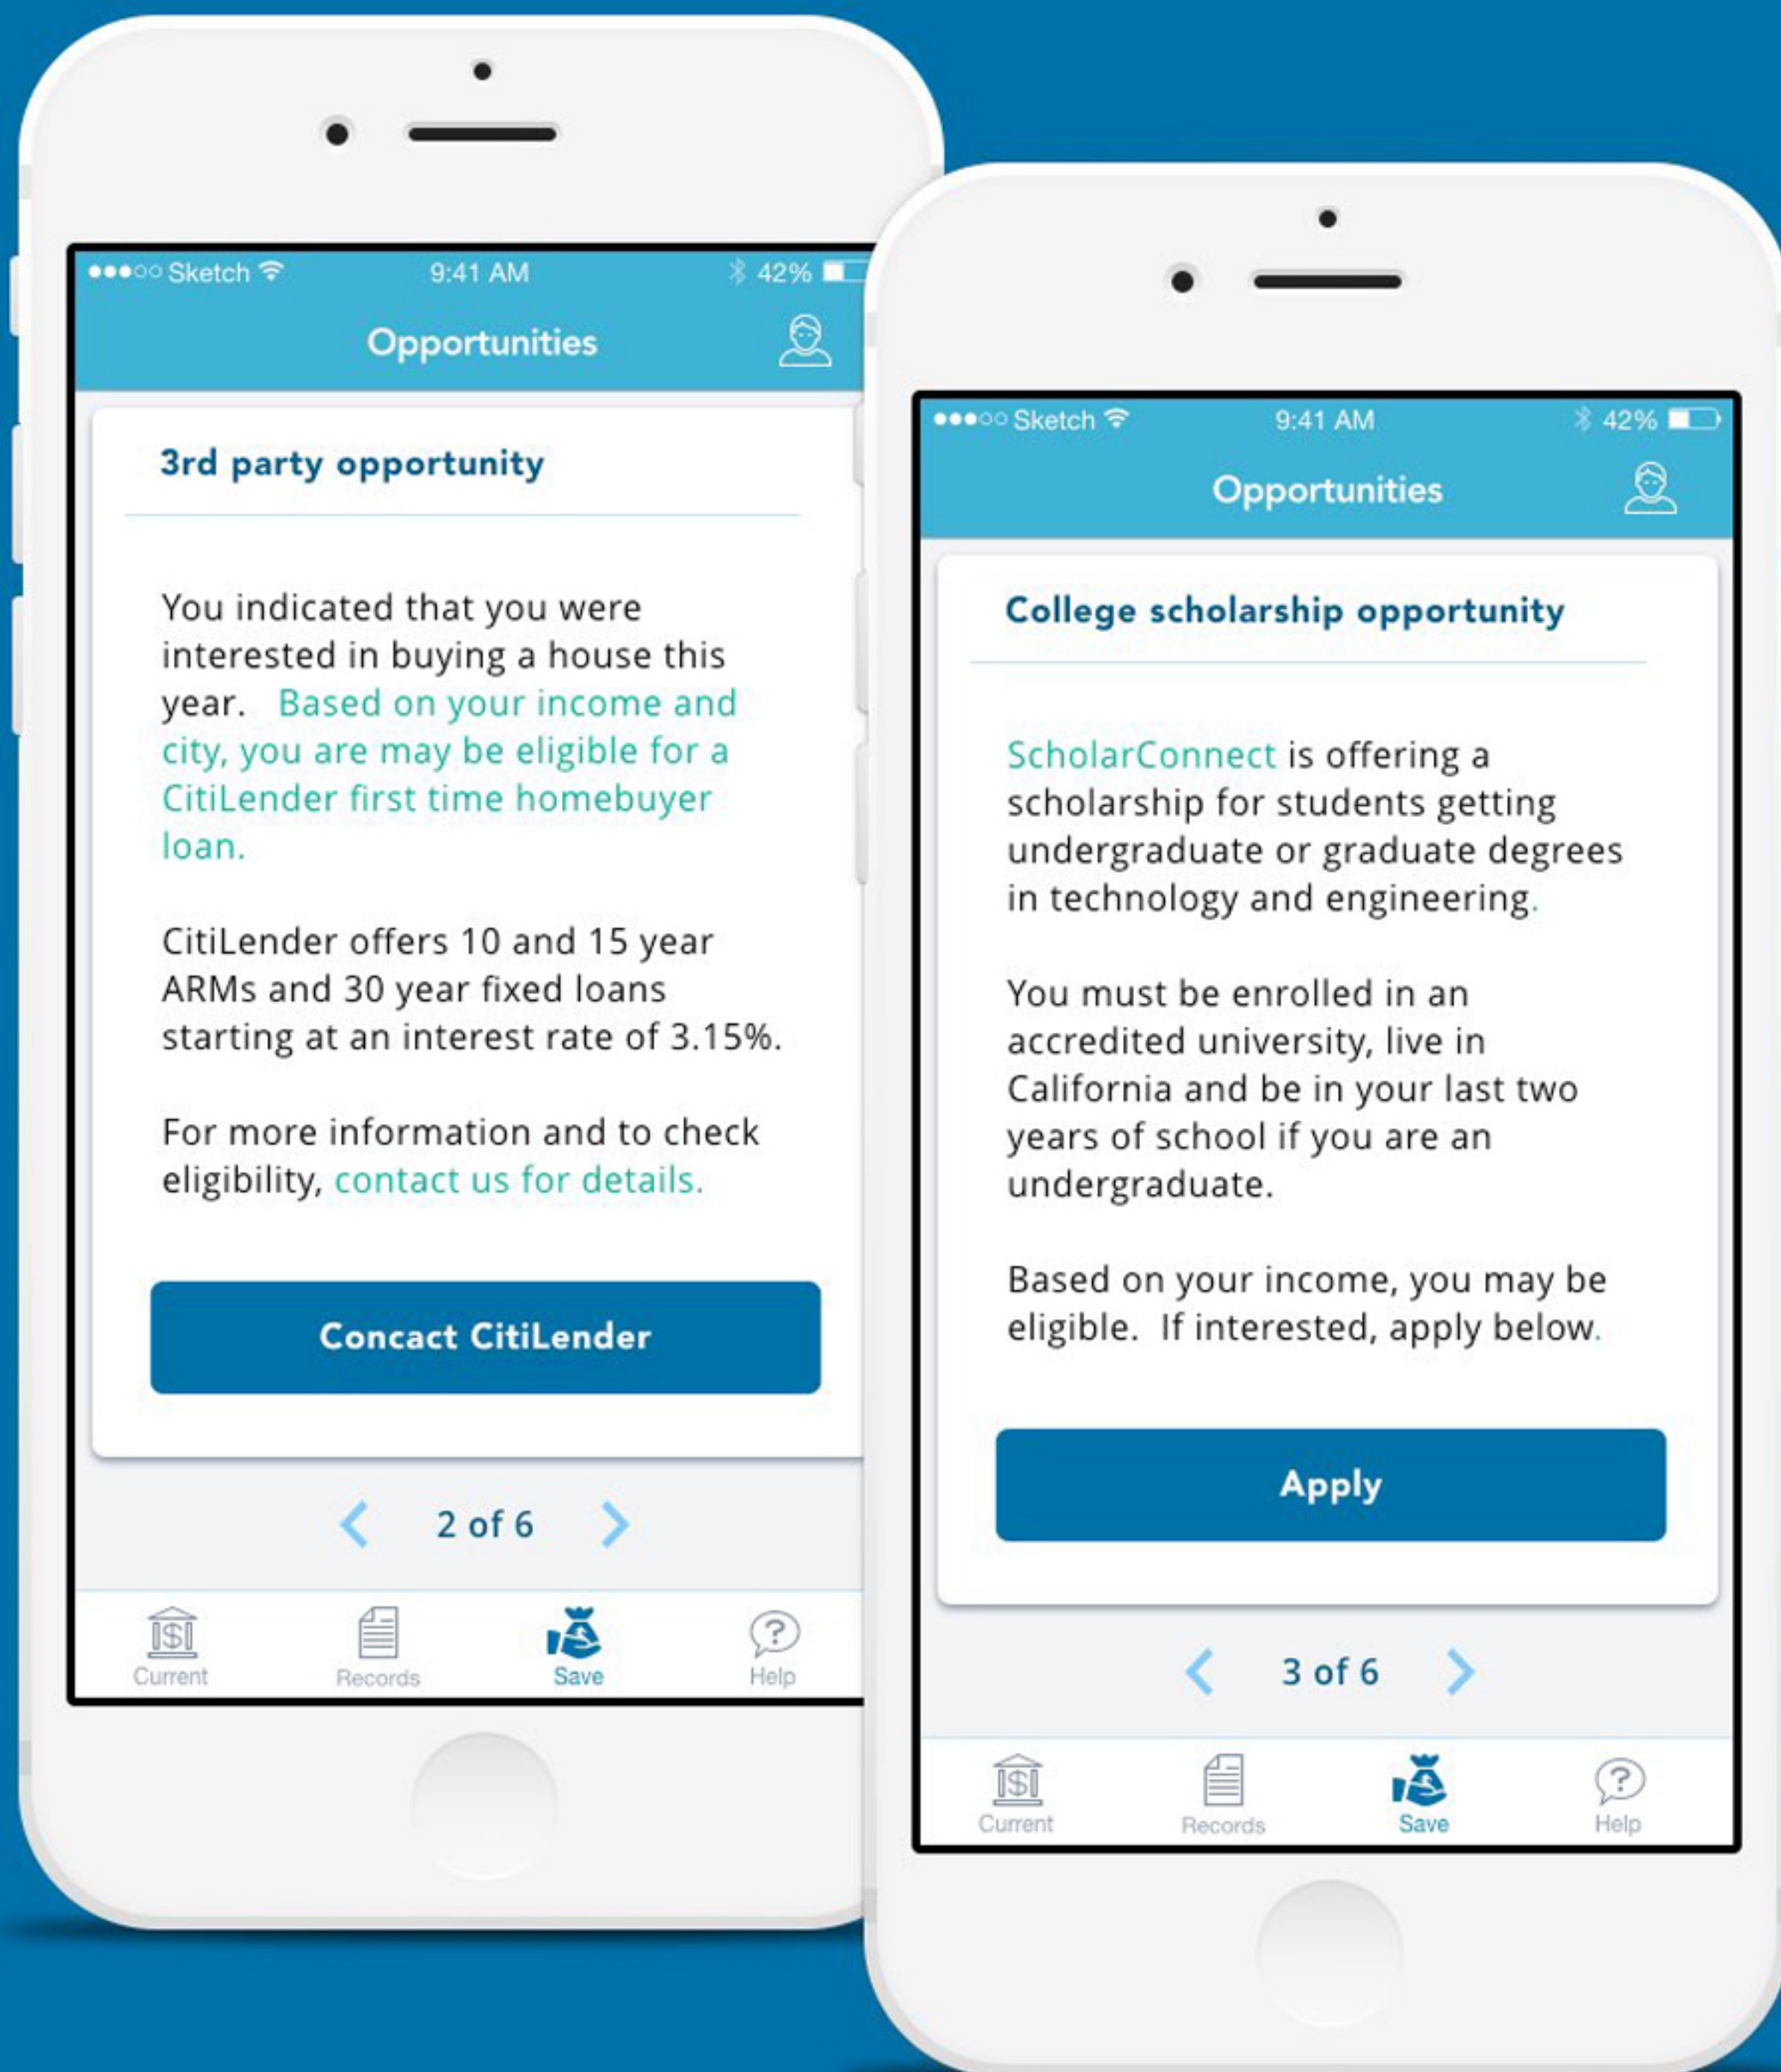 Sketch 9:41 AM 42%
Opportunities
3rd party opportunity
You indicated that you were
interested in buying a house this
year. Based on your income and
city, you are may be eligible for a
CitiLender first time homebuyer
loan.
CitiLender offers 10 and 15 year
ARMs and 30 year fixed loans
starting at an interest rate of 3.15%.
For more information and to check
eligibility, contact us for details.
Concact CitiLender
2 of 6
Current Records Save Help
Sketch 9:41 AM 42%
Opportunities
College scholarship opportunity
ScholarConnect is offering a
scholarship for students getting
undergraduate or graduate degrees
in technology and engineering.
You must be enrolled in an
accredited university, live in
California and be in your last two
years of school if you are an
undergraduate.
Based on your income, you may be
eligible. If interested, apply below.
Apply
3 of 6
Current Records Save Help